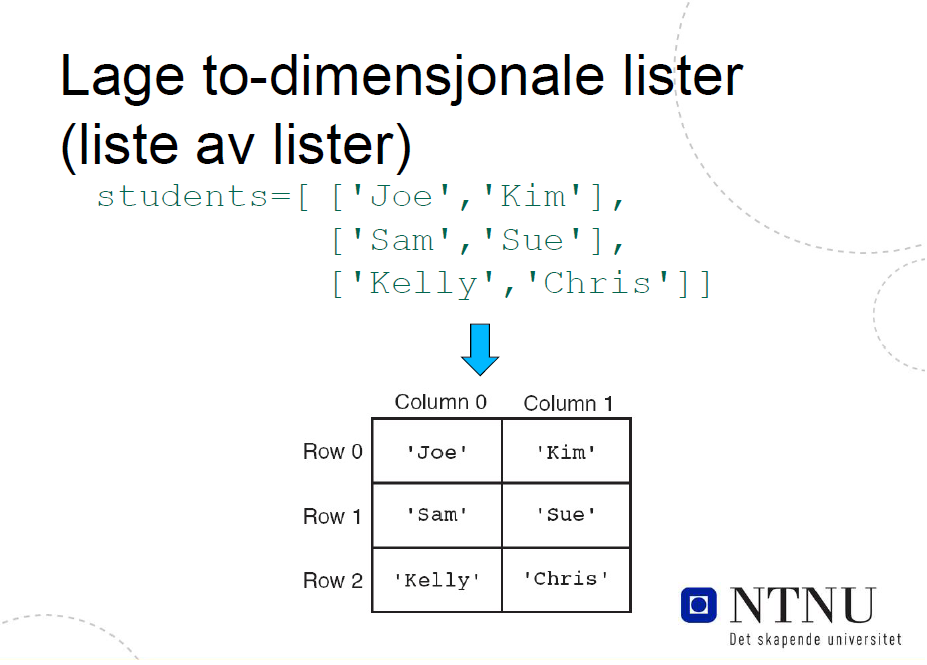 Lage to-dimensjonale lister
(liste av lister)
students=[ ['Joe','Kim'],
['Sam','Sue'],
['Kelly','Chris']]
Column 0 Column 1
Row 0 'Joe' 'Kim'
Row 1 'Sam' 'Sue'
Row 2 'Kelly' 'Chris'
NTNU
Det skapende universitet